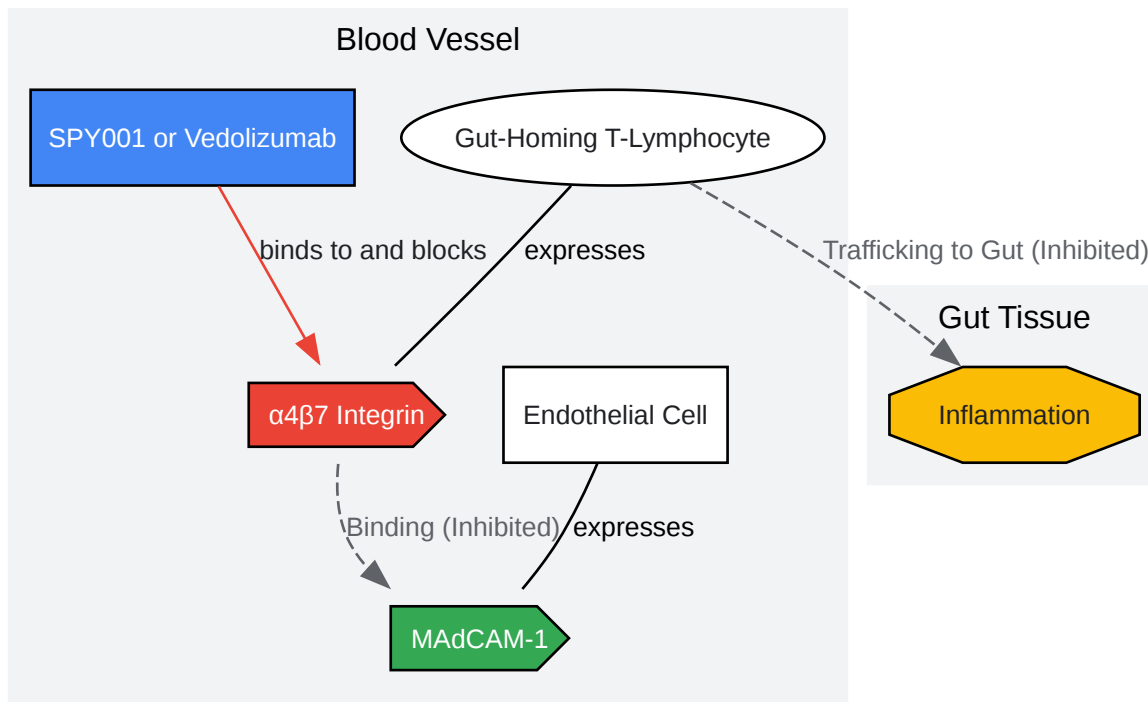 Blood Vessel
SPY001 or Vedolizumab
Gut-Homing T-Lymphocyte
binds to and blocks
expresses
Trafficking to Gut (Inhibited)
Gut Tissue
α4β7 Integrin
Endothelial Cell
Inflammation
Binding (Inhibited)
expresses
MAdCAM-1